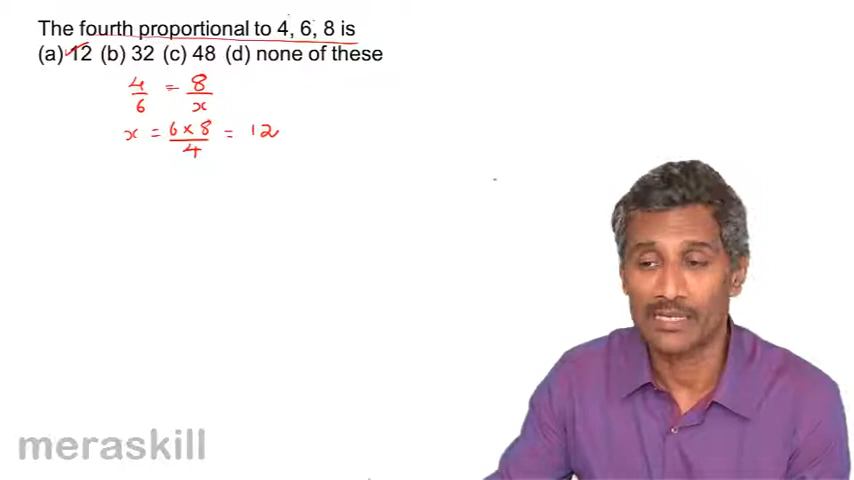 The fourth proportional to 4, 6, 8 is
(a) 12 (b) 32 (c) 48 (d) none of these
4/6 = 8/x
x = 6 × 8/4 = 12
meraskill